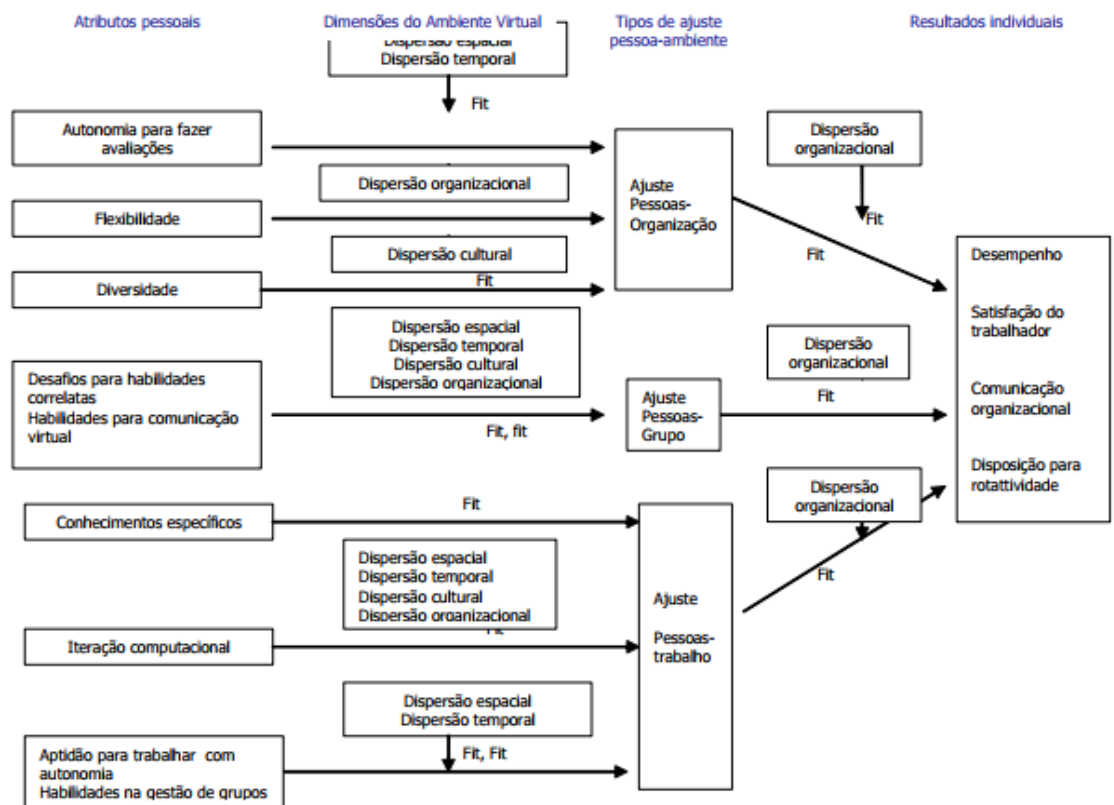 Atributos pessoais
Dimensões do Ambiente Virtual
Tipos de ajuste
pessoa-ambiente
Resultados individuais
Dispersão espacial
Dispersão temporal
Fit
Autonomia para fazer
avaliações
Dispersão organizacional
Flexibilidade
Dispersão cultural
Fit
Diversidade
Ajuste
Pessoas-
Organização
Dispersão
organizacional
Fit
Fit
Dispersão espacial
Dispersão temporal
Dispersão cultural
Dispersão organizacional
Desafios para habilidades
correlatas
Habilidades para comunicação
virtual
Fit, fit
Ajuste
Pessoas-
Grupo
Dispersão
organizacional
Fit
Desempenho
Satisfação do
trabalhador
Comunicação
organizacional
Disposição para
rotattividade
Conhecimentos específicos
Fit
Dispersão espacial
Dispersão temporal
Dispersão cultural
Dispersão organizacional
Fit
Iteração computacional
Ajuste
Pessoas-
trabalho
Dispersão
organizacional
Fit
Dispersão espacial
Dispersão temporal
Fit, Fit
Aptidão para trabalhar com
autonomia
Habilidades na gestão de grupos